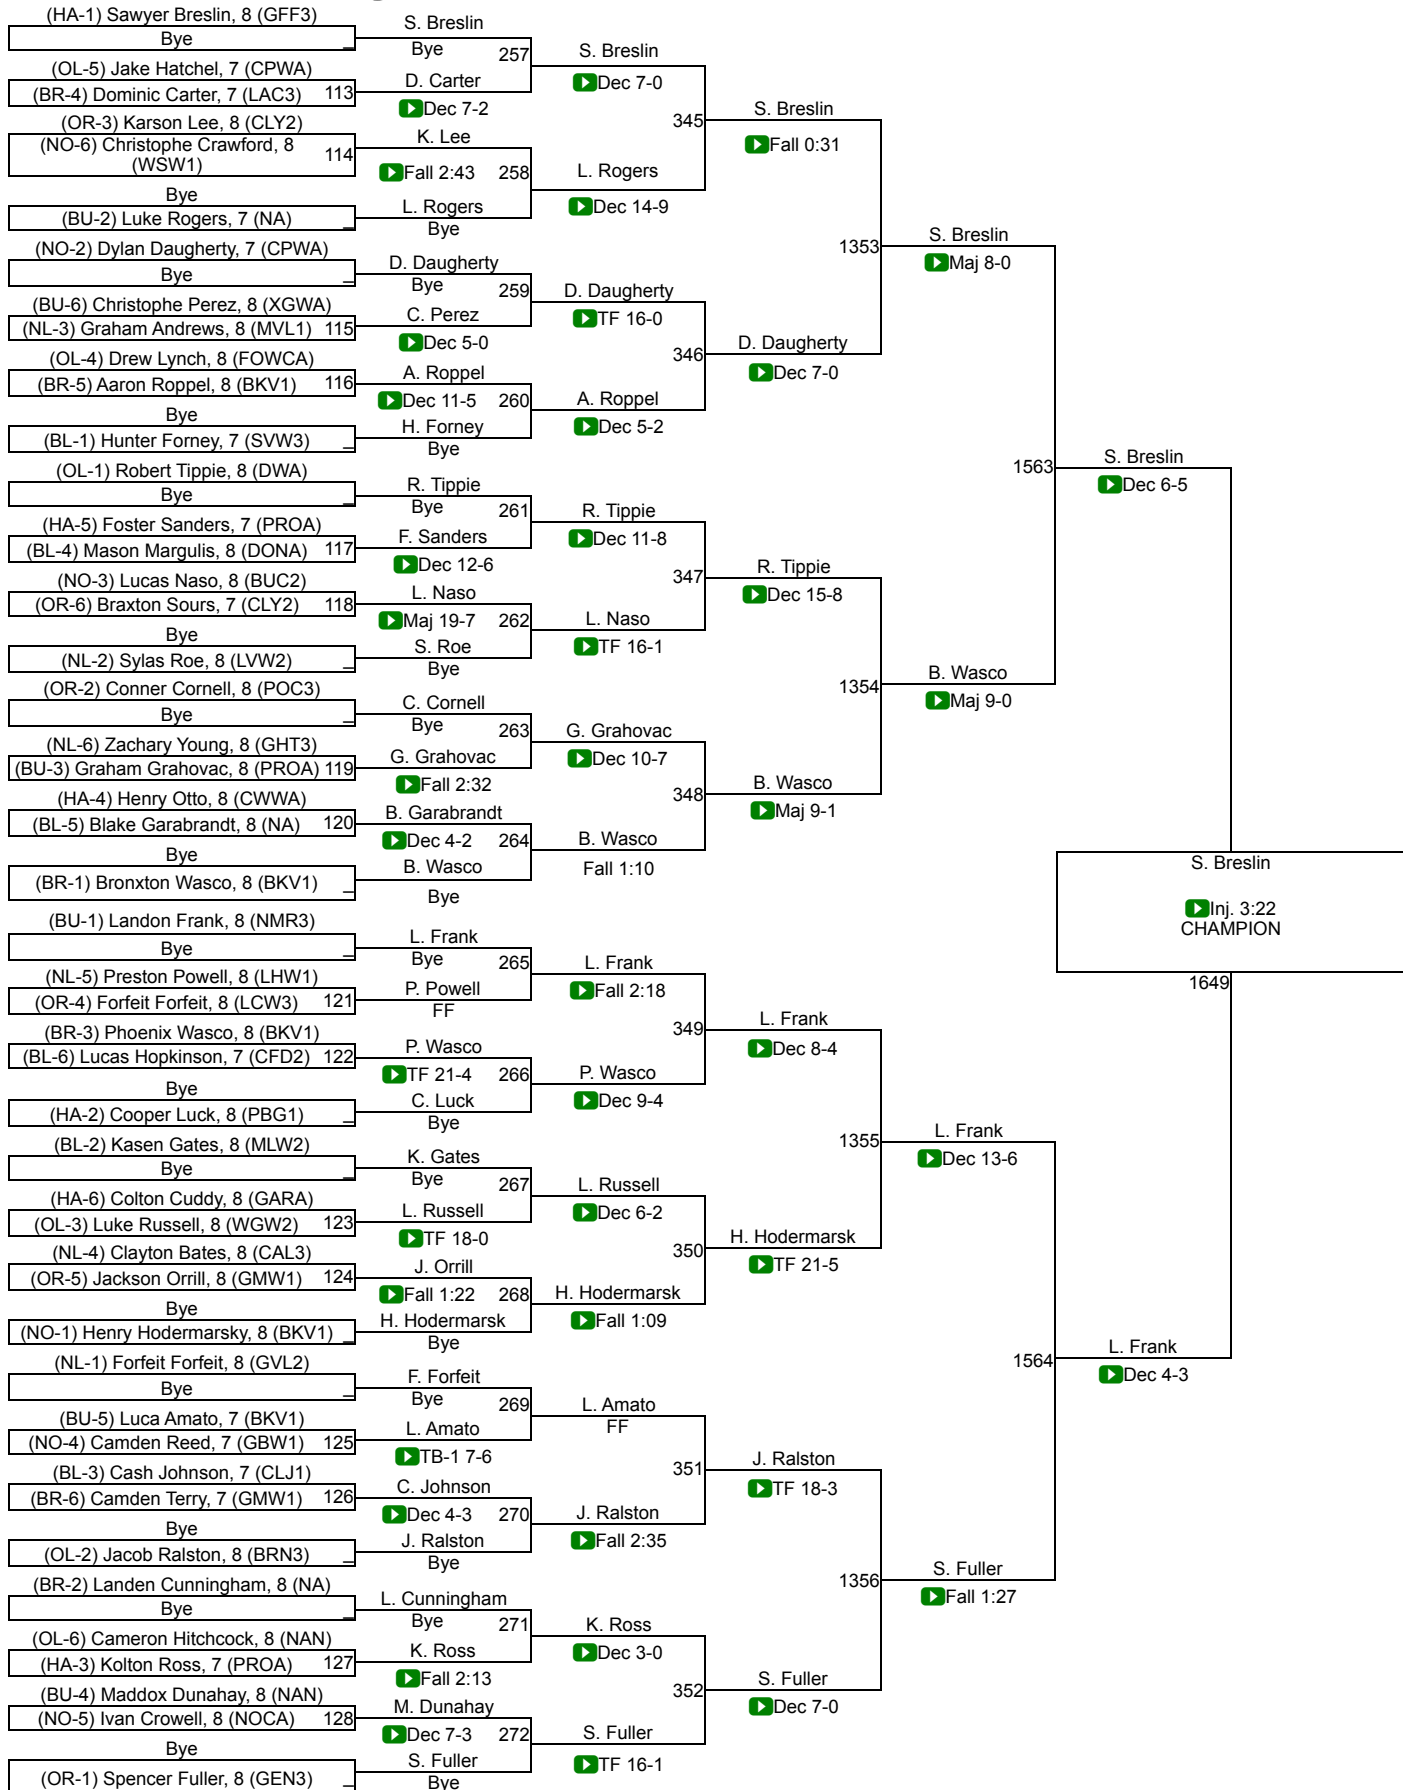 (HA-1) Sawyer Breslin, 8 (GFF3)
Bye
(OL-5) Jake Hatchel, 7 (CPWA)
(BR-4) Dominic Carter, 7 (LAC3) 113
(OR-3) Karson Lee, 8 (CLY2)
(NO-6) Christophe Crawford, 8
(WSW1)
114
Bye
(BU-2) Luke Rogers, 7 (NA)
(NO-2) Dylan Daugherty, 7 (CPWA)
Bye
(BU-6) Christophe Perez, 8 (XGWA)
(NL-3) Graham Andrews, 8 (MVL1) 115
(OL-4) Drew Lynch, 8 (FOWCA)
(BR-5) Aaron Roppel, 8 (BKV1) 116
Bye
(BL-1) Hunter Forney, 7 (SVW3)
(OL-1) Robert Tippie, 8 (DWA)
Bye
(HA-5) Foster Sanders, 7 (PROA)
(BL-4) Mason Margulis, 8 (DONA) 117
(NO-3) Lucas Naso, 8 (BUC2)
(OR-6) Braxton Sours, 7 (CLY2) 118
Bye
(NL-2) Sylas Roe, 8 (LVW2)
(OR-2) Conner Cornell, 8 (POC3)
Bye
(NL-6) Zachary Young, 8 (GHT3)
(BU-3) Graham Grahovac, 8 (PROA) 119
(HA-4) Henry Otto, 8 (CWWA)
(BL-5) Blake Garabrandt, 8 (NA) 120
Bye
(BR-1) Bronxton Wasco, 8 (BKV1)
(BU-1) Landon Frank, 8 (NMR3)
Bye
(NL-5) Preston Powell, 8 (LHW1)
(OR-4) Forfeit Forfeit, 8 (LCW3) 121
(BR-3) Phoenix Wasco, 8 (BKV1)
(BL-6) Lucas Hopkinson, 7 (CFD2) 122
Bye
(HA-2) Cooper Luck, 8 (PBG1)
(BL-2) Kasen Gates, 8 (MLW2)
Bye
(HA-6) Colton Cuddy, 8 (GARA)
(OL-3) Luke Russell, 8 (WGW2) 123
(NL-4) Clayton Bates, 8 (CAL3)
(OR-5) Jackson Orrill, 8 (GMW1) 124
Bye
(NO-1) Henry Hodermarsky, 8 (BKV1)
(NL-1) Forfeit Forfeit, 8 (GVL2)
Bye
(BU-5) Luca Amato, 7 (BKV1)
(NO-4) Camden Reed, 7 (GBW1) 125
(BL-3) Cash Johnson, 7 (CLJ1)
(BR-6) Camden Terry, 7 (GMW1) 126
Bye
(OL-2) Jacob Ralston, 8 (BRN3)
(BR-2) Landen Cunningham, 8 (NA)
Bye
(OL-6) Cameron Hitchcock, 8 (NAN)
(HA-3) Kolton Ross, 7 (PROA) 127
(BU-4) Maddox Dunahay, 8 (NAN)
(NO-5) Ivan Crowell, 8 (NOCA) 128
Bye
(OR-1) Spencer Fuller, 8 (GEN3)
S. Breslin
Bye 257
D. Carter
Dec 7-2
K. Lee
Fall 2:43 258
L. Rogers
Bye
D. Daugherty
Bye 259
C. Perez
Dec 5-0
A. Roppel
Dec 11-5 260
H. Forney
Bye
R. Tippie
Bye 261
F. Sanders
Dec 12-6
L. Naso
Maj 19-7 262
S. Roe
Bye
C. Cornell
Bye 263
G. Grahovac
Fall 2:32
B. Garabrandt
Dec 4-2 264
B. Wasco
Bye
L. Frank
Bye 265
P. Powell
FF
P. Wasco
TF 21-4 266
C. Luck
Bye
K. Gates
Bye 267
L. Russell
TF 18-0
J. Orrill
Fall 1:22 268
H. Hodermarsk
Bye
F. Forfeit
Bye 269
L. Amato
TB-1 7-6
C. Johnson
Dec 4-3 270
J. Ralston
Bye
L. Cunningham
Bye 271
K. Ross
Fall 2:13
M. Dunahay
Dec 7-3 272
S. Fuller
Bye
S. Breslin
Dec 7-0
345
L. Rogers
Dec 14-9
D. Daugherty
TF 16-0
346
A. Roppel
Dec 5-2
R. Tippie
Dec 11-8
347
L. Naso
TF 16-1
G. Grahovac
Dec 10-7
348
B. Wasco
Fall 1:10
L. Frank
Fall 2:18
349
P. Wasco
Dec 9-4
L. Russell
Dec 6-2
350
H. Hodermarsk
Fall 1:09
L. Amato
FF
351
J. Ralston
Fall 2:35
K. Ross
Dec 3-0
352
S. Fuller
TF 16-1
S. Breslin
Fall 0:31
1353
D. Daugherty
Dec 7-0
R. Tippie
Dec 15-8
1354
B. Wasco
Maj 9-1
L. Frank
Dec 8-4
1355
H. Hodermarsk
TF 21-5
J. Ralston
TF 18-3
1356
S. Fuller
Dec 7-0
S. Breslin
Maj 8-0
1563
B. Wasco
Maj 9-0
L. Frank
Dec 13-6
1564
S. Fuller
Fall 1:27
S. Breslin
Dec 6-5
L. Frank
Dec 4-3
S. Breslin
Inj. 3:22
CHAMPION
1649